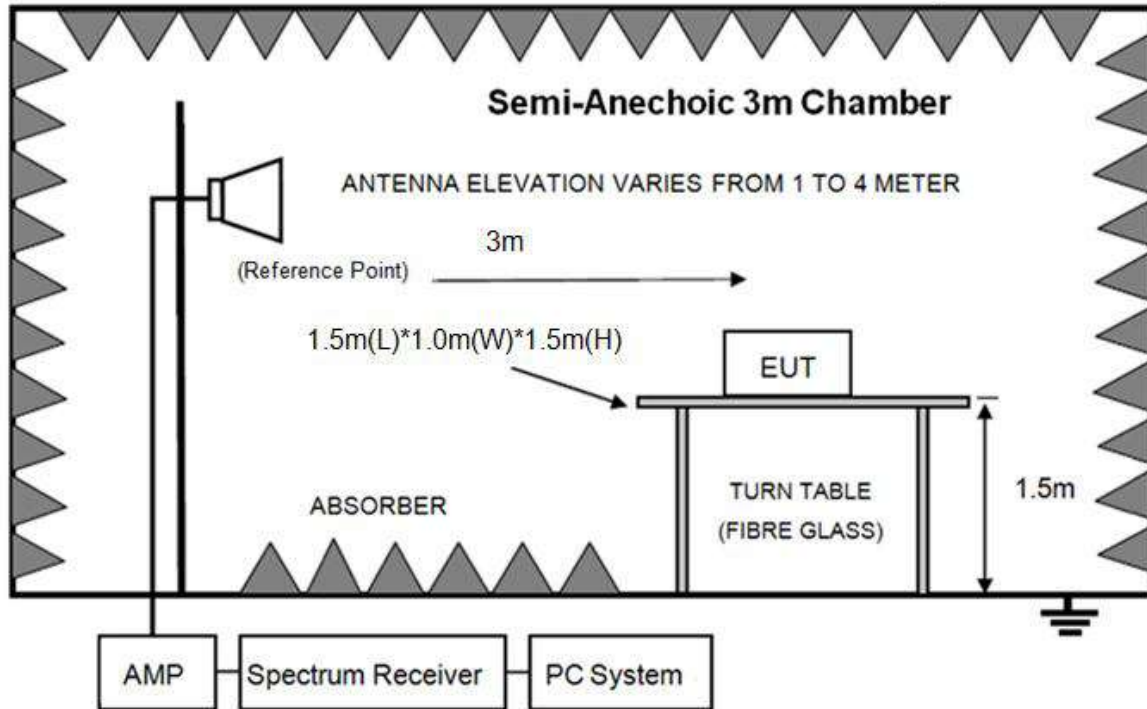 Semi-Anechoic 3m Chamber
ANTENNA ELEVATION VARIES FROM 1 TO 4 METER
3m
(Reference Point)
1.5m(L)*1.0m(W)*1.5m(H)
EUT
ABSORBER
TURN TABLE
(FIBRE GLASS)
1.5m
AMP
Spectrum Receiver
PC System